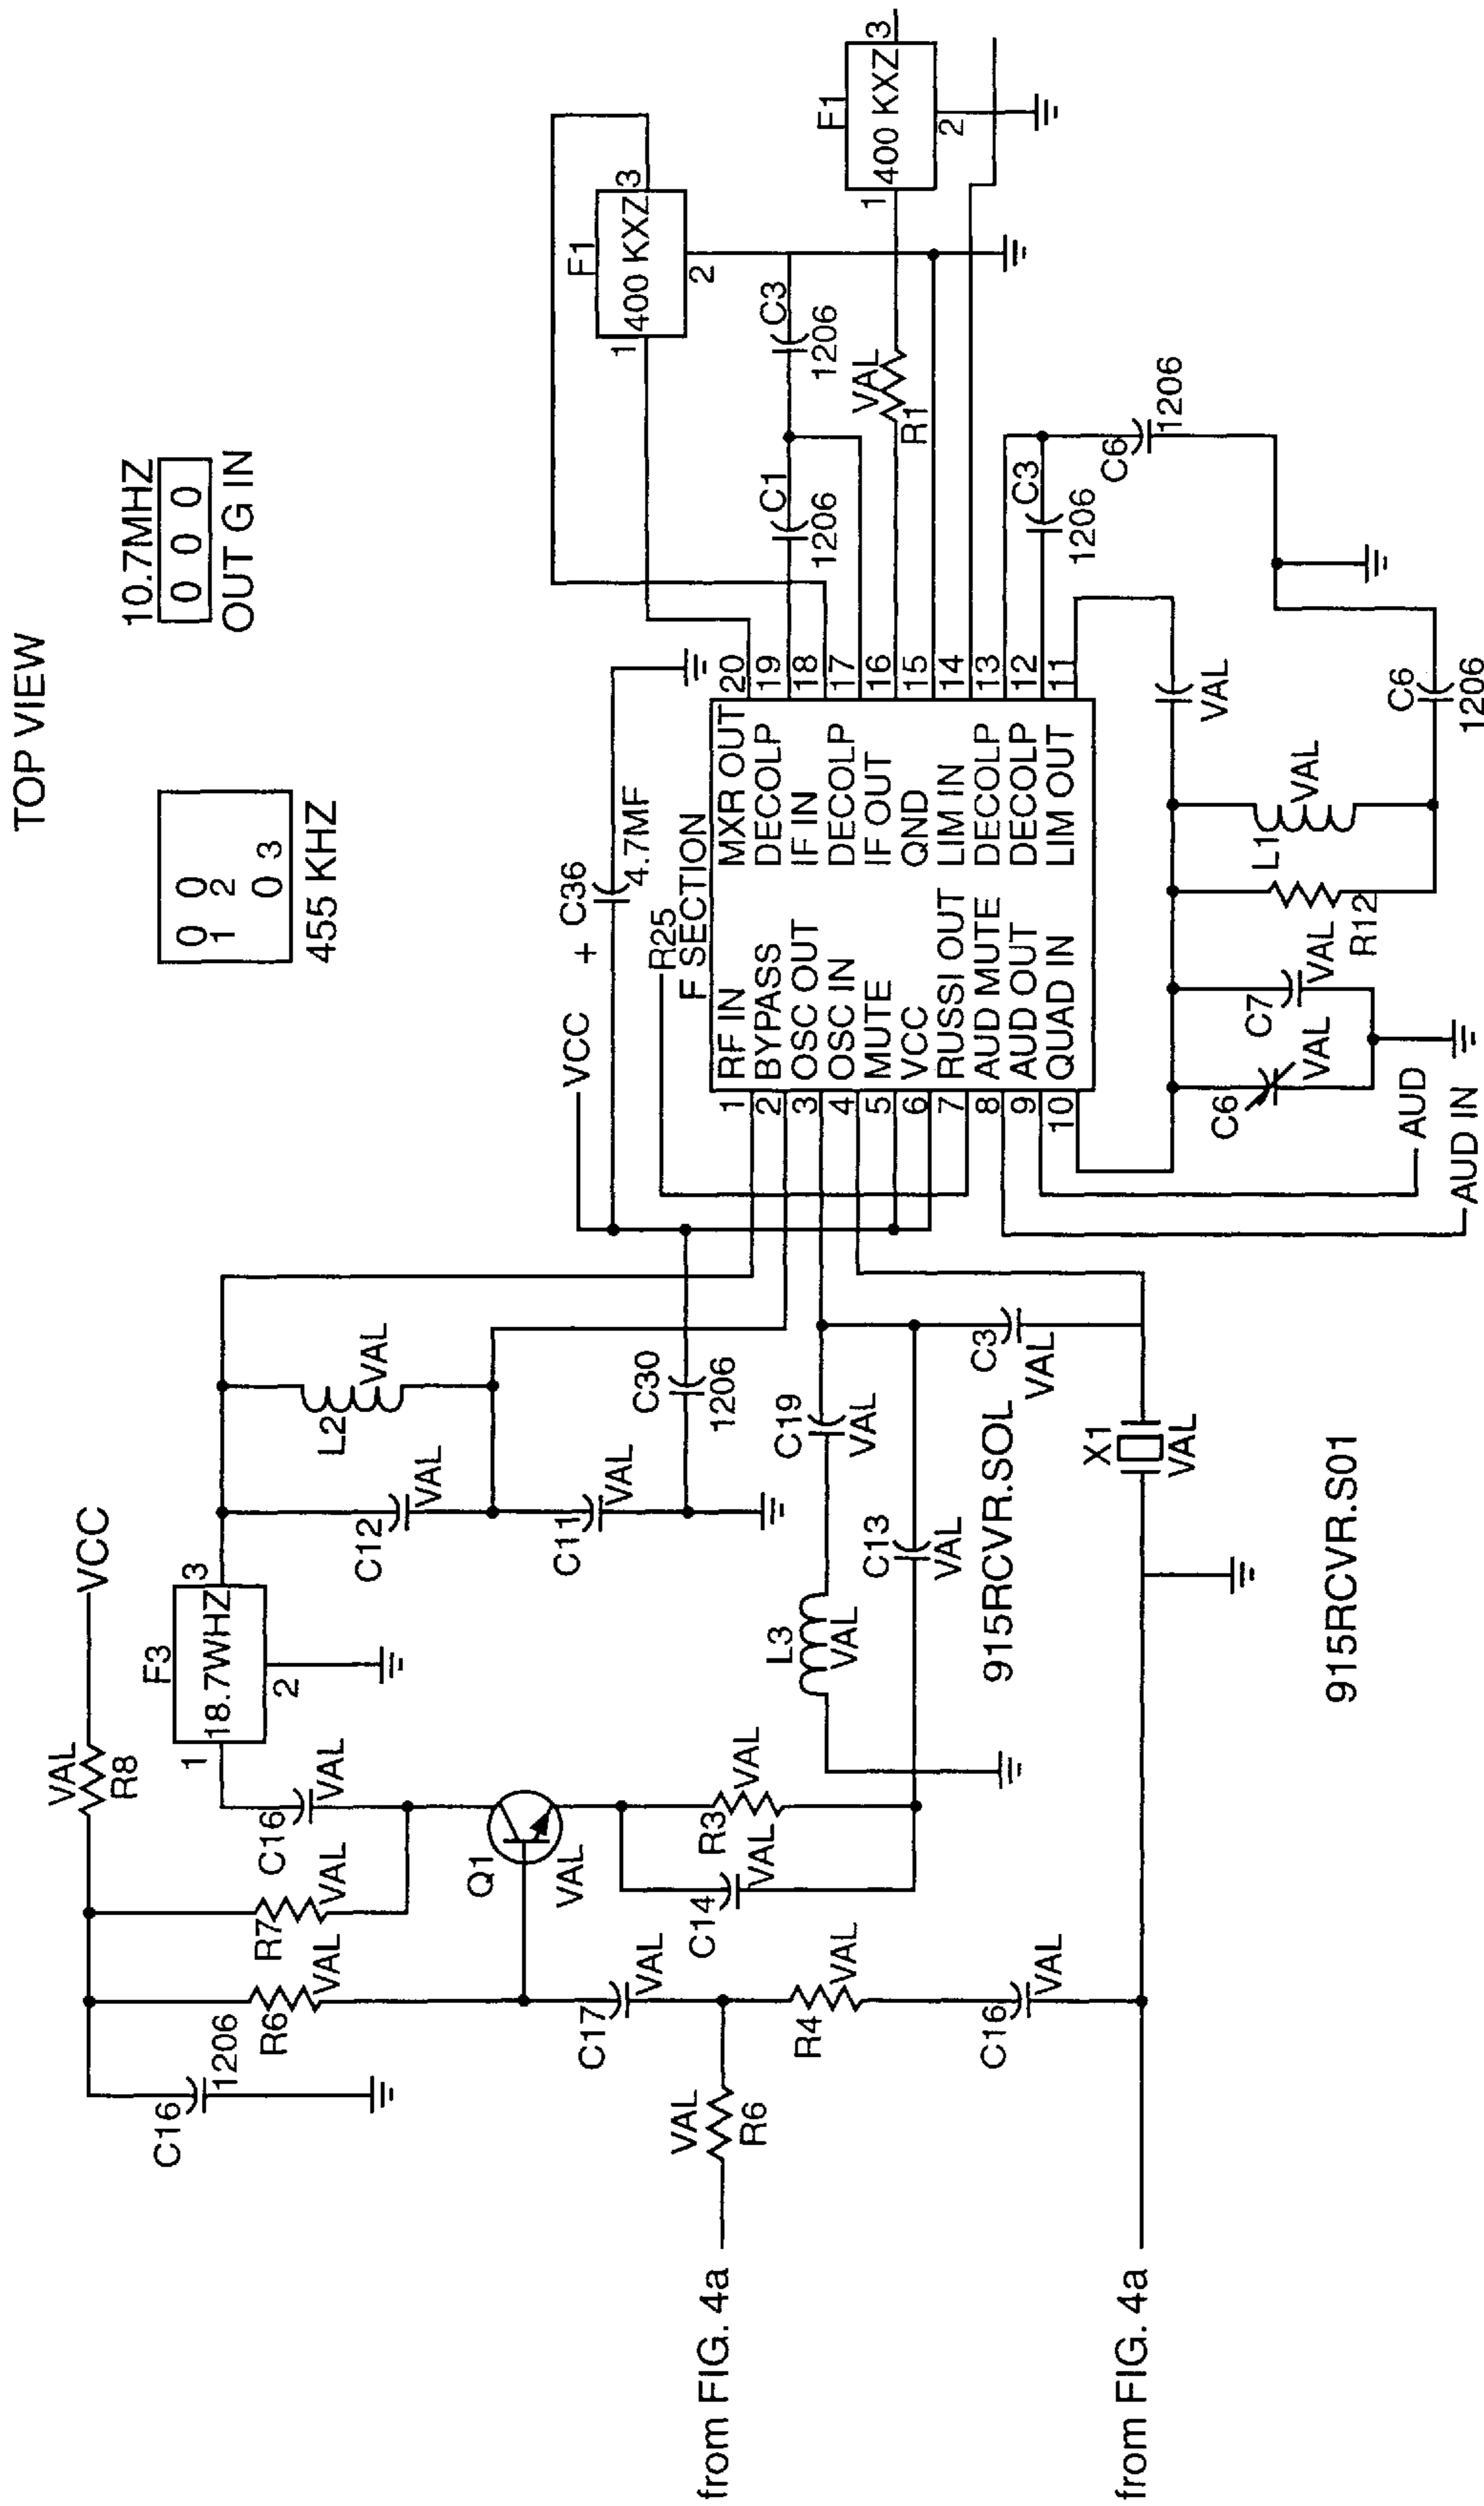 TOP VIEW
455 KHZ
0 0
1 2
0 3
10.7MHZ
0 0 0
OUT G IN
VCC
VAL
R8
C16
1206
R6
VAL
R7
VAL
C16
VAL
F3
1
18.7WHZ
3
2
C12
VAL
L2
VAL
C11
VAL
C30
1206
Q1
VAL
C17
VAL
C14
VAL
R3
VAL
from FIG. 4a
VAL
R6
R4
VAL
C16
VAL
L3
VAL
C19
VAL
C13
VAL
C3
VAL
915RCVR.SOL
X1
VAL
from FIG. 4a
915RCVR.S01
VCC
+
C36
4.7MF
R25
F SECTION
1 RF IN
2 BYPASS
3 OSC OUT
4 OSC IN
5 MUTE
6 VCC
7 RUSSI OUT
8 AUD MUTE
9 AUD OUT
10 QUAD IN
MXR OUT 20
DECOLP 19
IF IN 18
DECOLP 17
IF OUT 16
QND 15
LIM IN 14
DECOLP 13
DECOLP 12
LIM OUT 11
F1
1
400 KXZ
3
2
C1
1206
C3
1206
VAL
R1
F1
1
400 KXZ
3
2
C3
1206
C6
1206
VAL
C6
VAL
C7
VAL
R12
L1
VAL
C6
1206
AUD
AUD IN